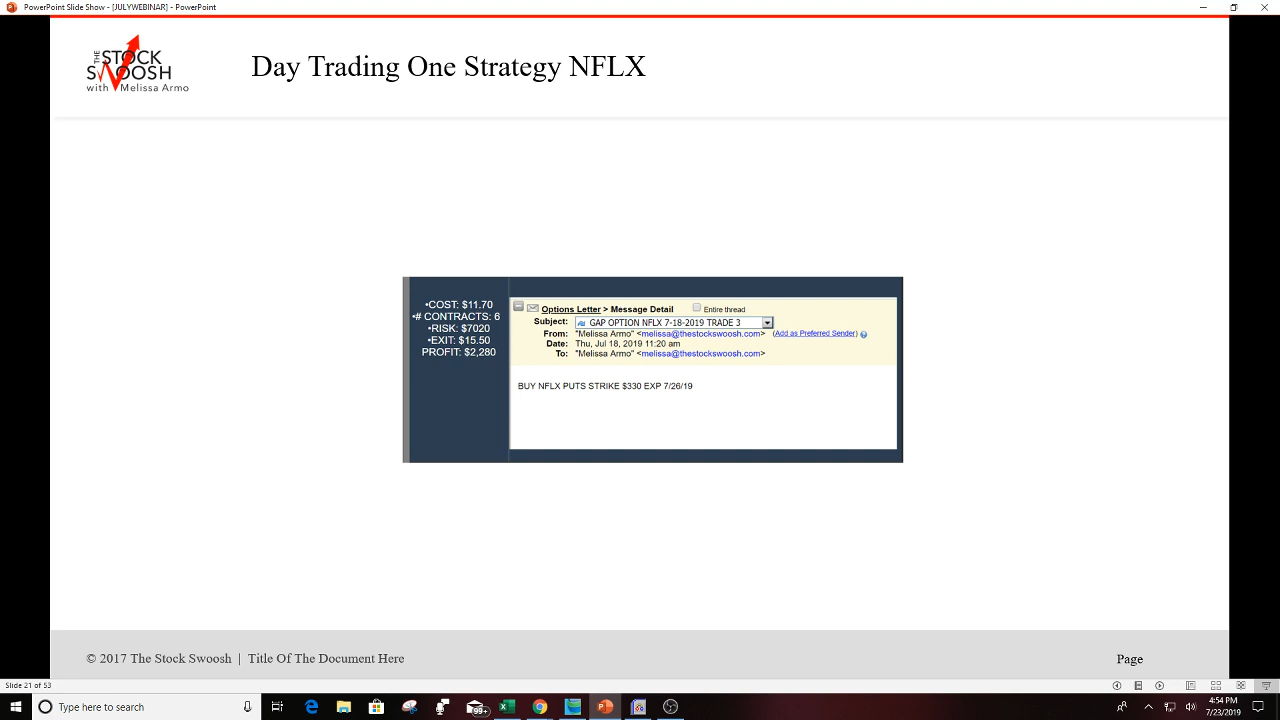 PowerPoint Slide Show - [JULYWEBINAR] - PowerPoint
THE STOCK
SWOOSH
with Melissa Armo
Day Trading One Strategy NFLX
•COST: $11.70
•# CONTRACTS: 6
•RISK: $7020
•EXIT: $15.50
PROFIT: $2,280
Options Letter > Message Detail Entire thread
Subject: GAP OPTION NFLX 7-18-2019 TRADE 3
From: "Melissa Armo" <melissa@thestockswoosh.com> (Add as Preferred Sender)
Date: Thu, Jul 18, 2019 11:20 am
To: "Melissa Armo" <melissa@thestockswoosh.com>
BUY NFLX PUTS STRIKE $330 EXP 7/26/19
© 2017 The Stock Swoosh | Title Of The Document Here
Page
Slide 21 of 53
Type here to search
99+
4:54 PM
7/23/2019